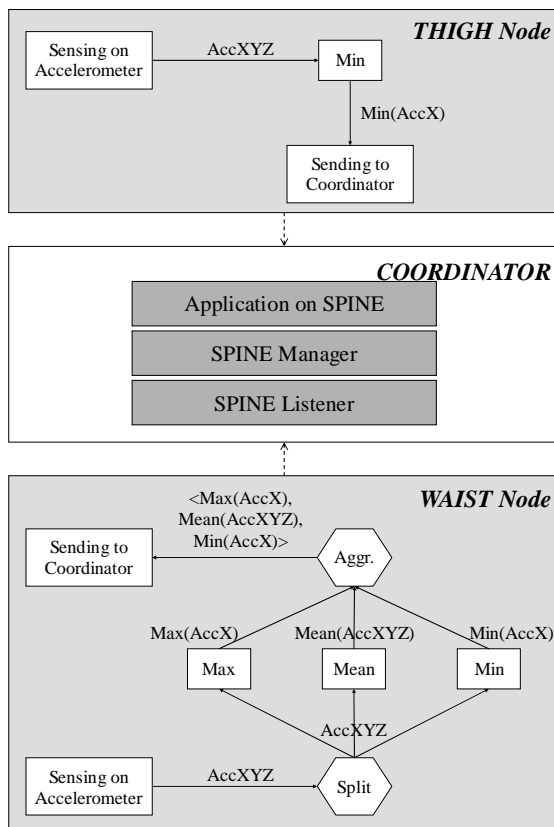 THIGH Node
Sensing on
Accelerometer
AccXYZ
Min
Min(AccX)
Sending to
Coordinator
COORDINATOR
Application on SPINE
SPINE Manager
SPINE Listener
WAIST Node
<Max(AccX),
Mean(AccXYZ),
Min(AccX)>
Sending to
Coordinator
Aggr.
Max(AccX)
Mean(AccXYZ)
Min(AccX)
Max
Mean
Min
AccXYZ
Sensing on
Accelerometer
AccXYZ
Split